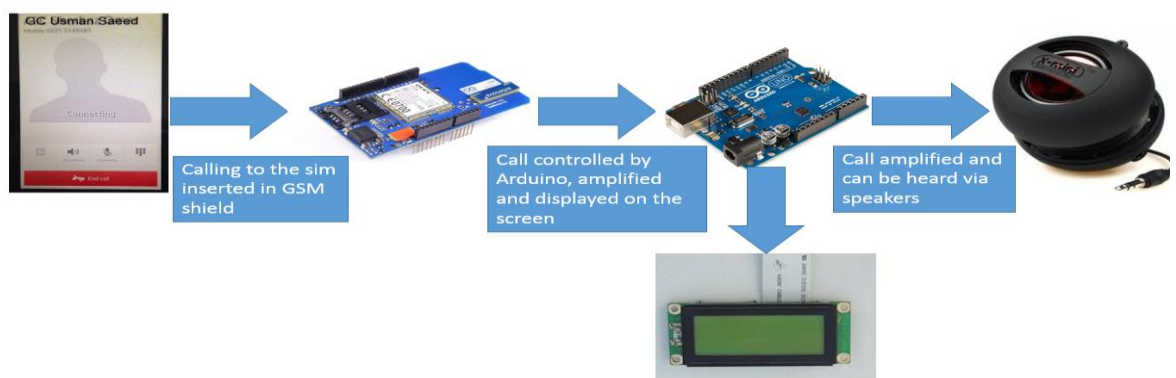 GC Usman Saeed
Connecting
End call
Calling to the sim
inserted in GSM
shield
Call controlled by
Arduino, amplified
and displayed on the
screen
Call amplified and
can be heard via
speakers
X-mini